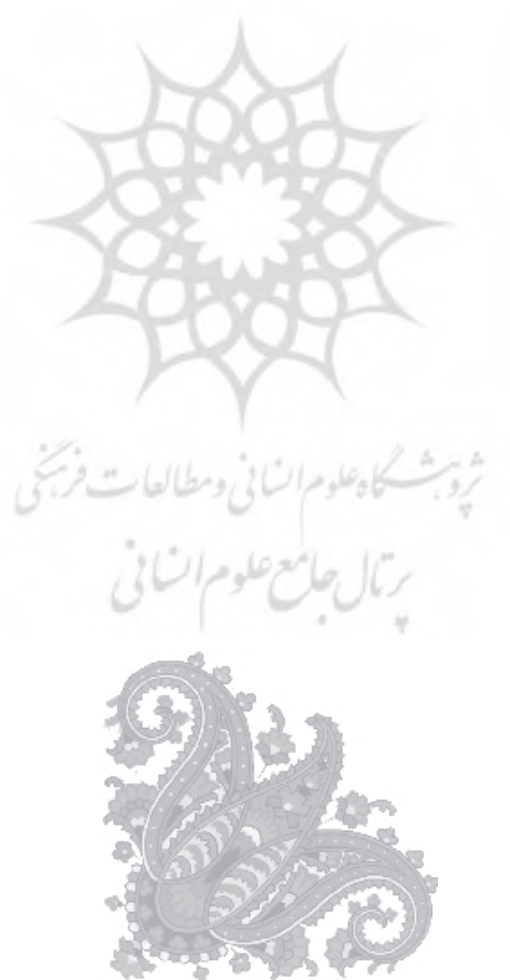 پژوهشگاه علوم انسانی و مطالعات فرهنگی
پرتال جامع علوم انسانی